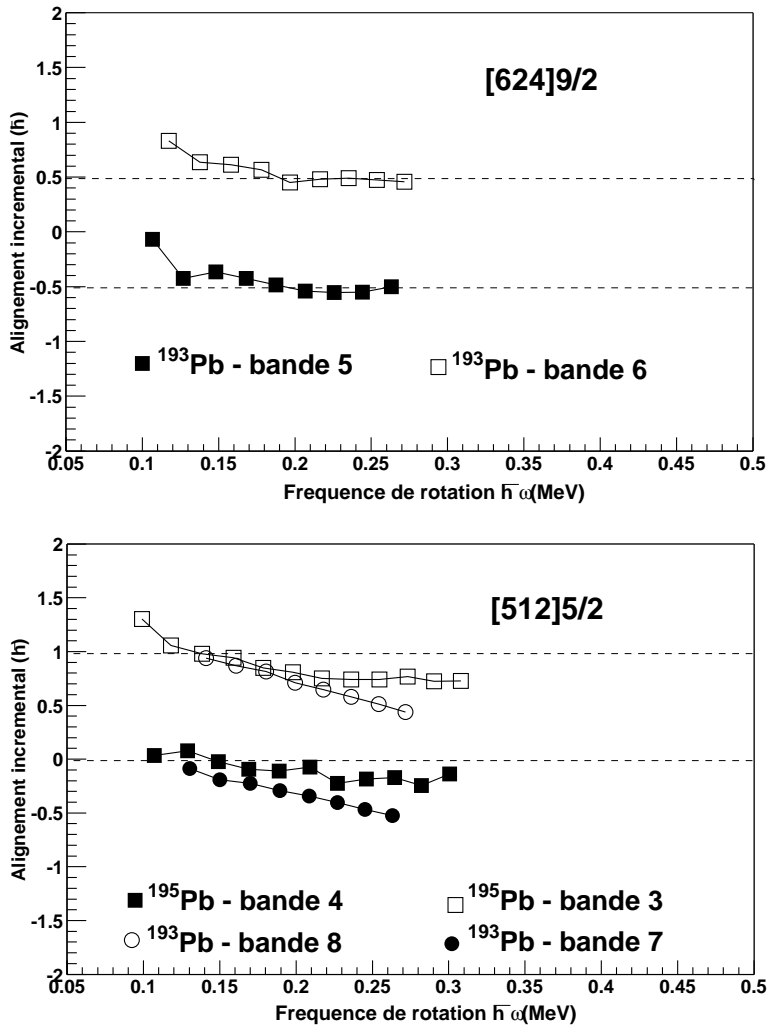 2
1.5
1
0.5
0
-0.5
-1
-1.5
-2
Alignement incremental (ħ)
[624]9/2
¹⁹³Pb - bande 5
¹⁹³Pb - bande 6
0.05 0.1 0.15 0.2 0.25 0.3 0.35 0.4 0.45 0.5
Frequence de rotation ħ ω(MeV)
2
1.5
1
0.5
0
-0.5
-1
-1.5
-2
Alignement incremental (h)
[512]5/2
¹⁹⁵Pb - bande 4
¹⁹⁵Pb - bande 3
¹⁹³Pb - bande 8
¹⁹³Pb - bande 7
0.05 0.1 0.15 0.2 0.25 0.3 0.35 0.4 0.45 0.5
Frequence de rotation ħ ω(MeV)